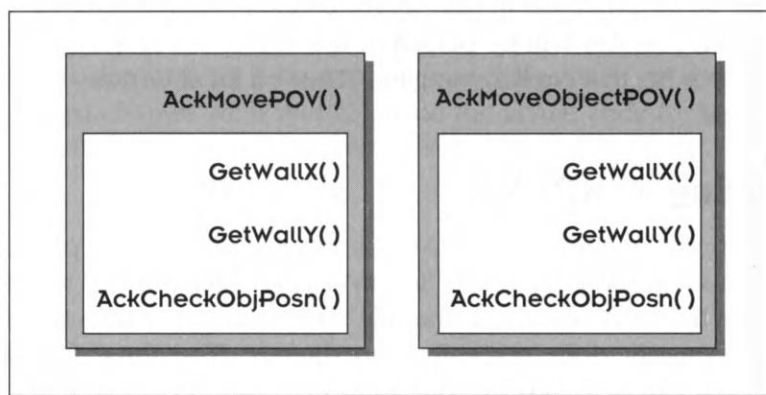 AckMovePOV()
GetWallX()
GetWallY()
AckCheckObjPosn()
AckMoveObjectPOV()
GetWallX()
GetWallY()
AckCheckObjPosn()